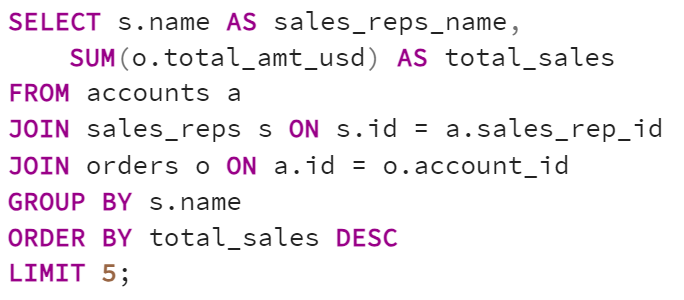 SELECT s.name AS sales_reps_name,
    SUM(o.total_amt_usd) AS total_sales
FROM accounts a
JOIN sales_reps s ON s.id = a.sales_rep_id
JOIN orders o ON a.id = o.account_id
GROUP BY s.name
ORDER BY total_sales DESC
LIMIT 5;